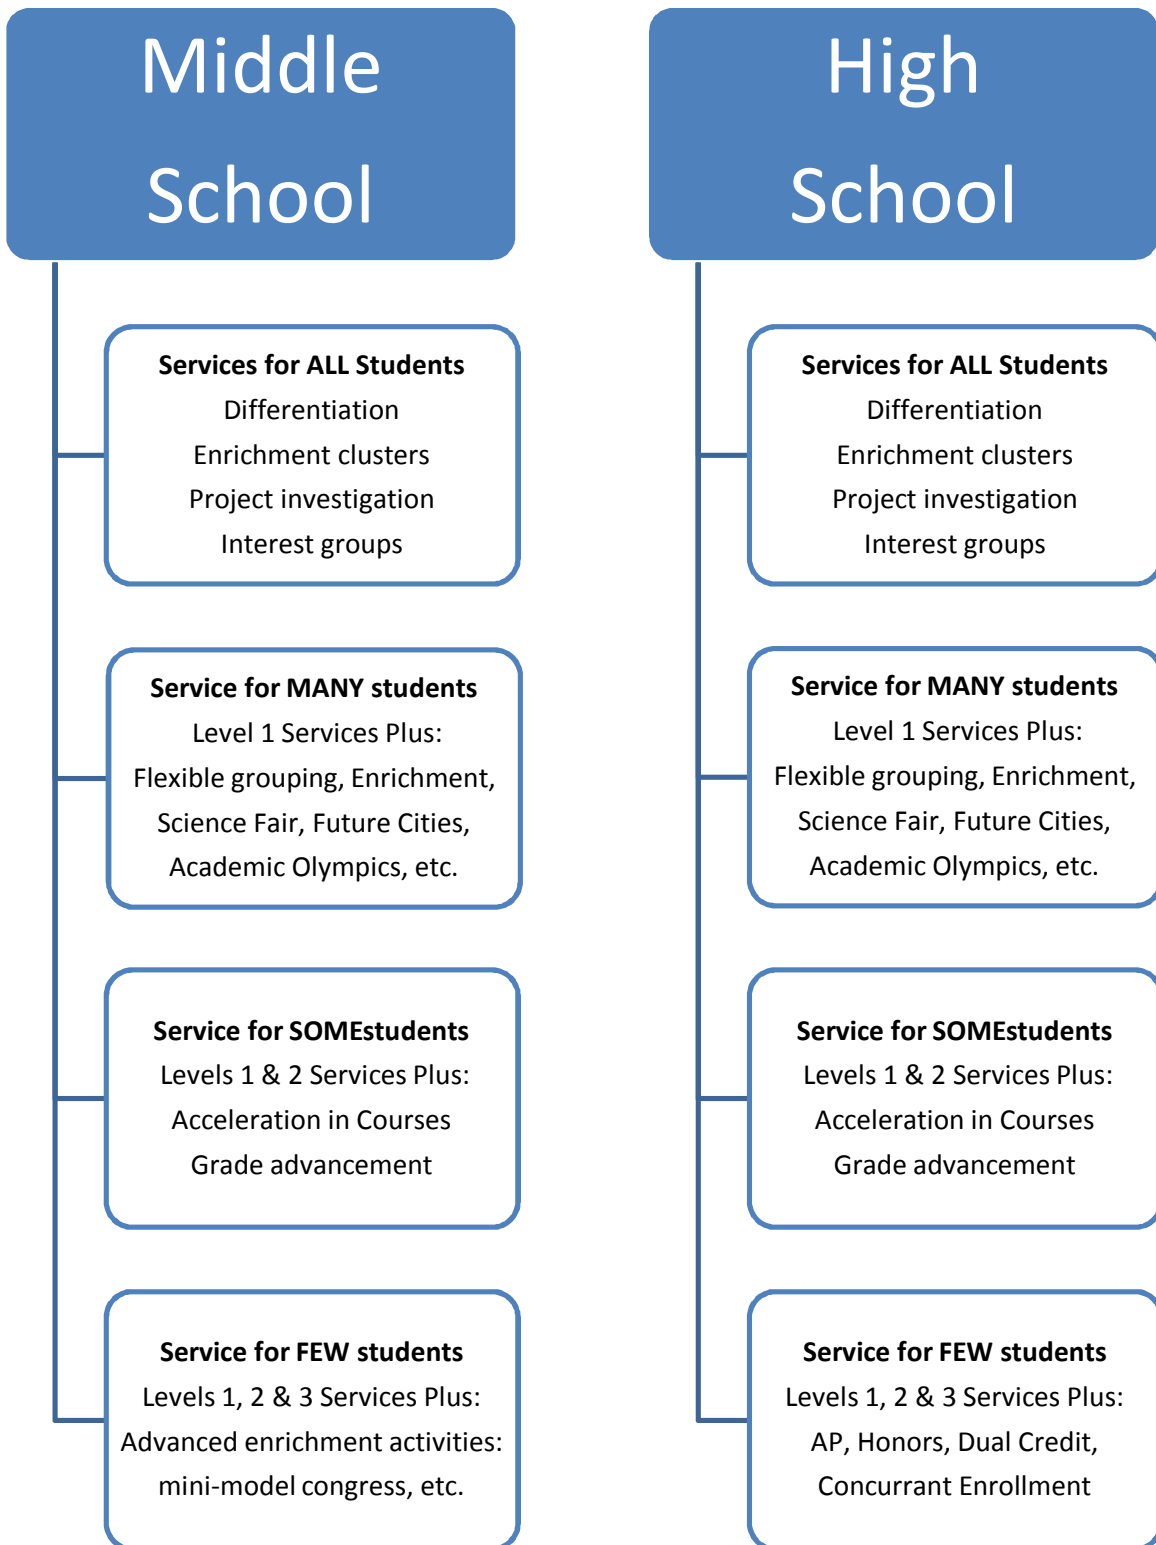 Middle
School
Services for ALL Students
Differentiation
Enrichment clusters
Project investigation
Interest groups
Service for MANY students
Level 1 Services Plus:
Flexible grouping, Enrichment,
Science Fair, Future Cities,
Academic Olympics, etc.
Service for SOMEstudents
Levels 1 & 2 Services Plus:
Acceleration in Courses
Grade advancement
Service for FEW students
Levels 1, 2 & 3 Services Plus:
Advanced enrichment activities:
mini-model congress, etc.
High
School
Services for ALL Students
Differentiation
Enrichment clusters
Project investigation
Interest groups
Service for MANY students
Level 1 Services Plus:
Flexible grouping, Enrichment,
Science Fair, Future Cities,
Academic Olympics, etc.
Service for SOMEstudents
Levels 1 & 2 Services Plus:
Acceleration in Courses
Grade advancement
Service for FEW students
Levels 1, 2 & 3 Services Plus:
AP, Honors, Dual Credit,
Concurrant Enrollment